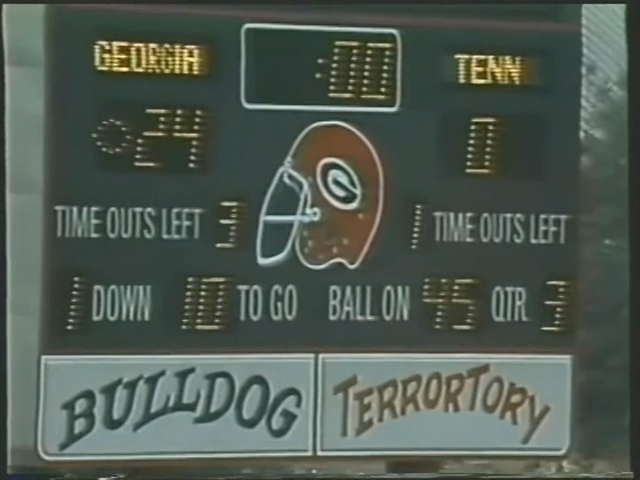 GEORGIA :00 TENN
24 0
TIME OUTS LEFT 3 1 TIME OUTS LEFT
1 DOWN 10 TO GO BALL ON 45 QTR 3
BULLDOG TERRORTORY